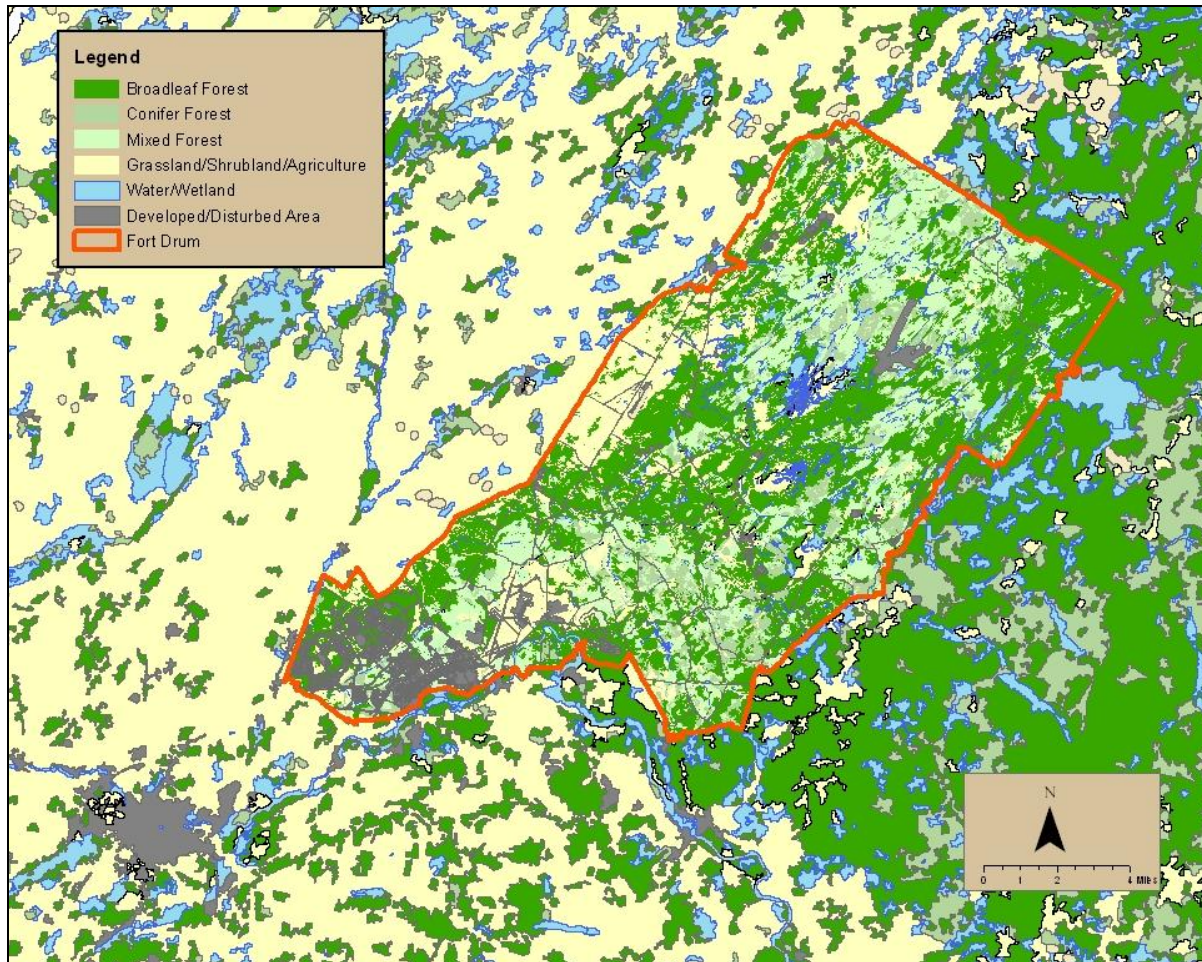 Legend
Broadleaf Forest
Conifer Forest
Mixed Forest
Grassland/Shrubland/Agriculture
Water/Wetland
Developed/Disturbed Area
Fort Drum
N
0 2 4 Miles